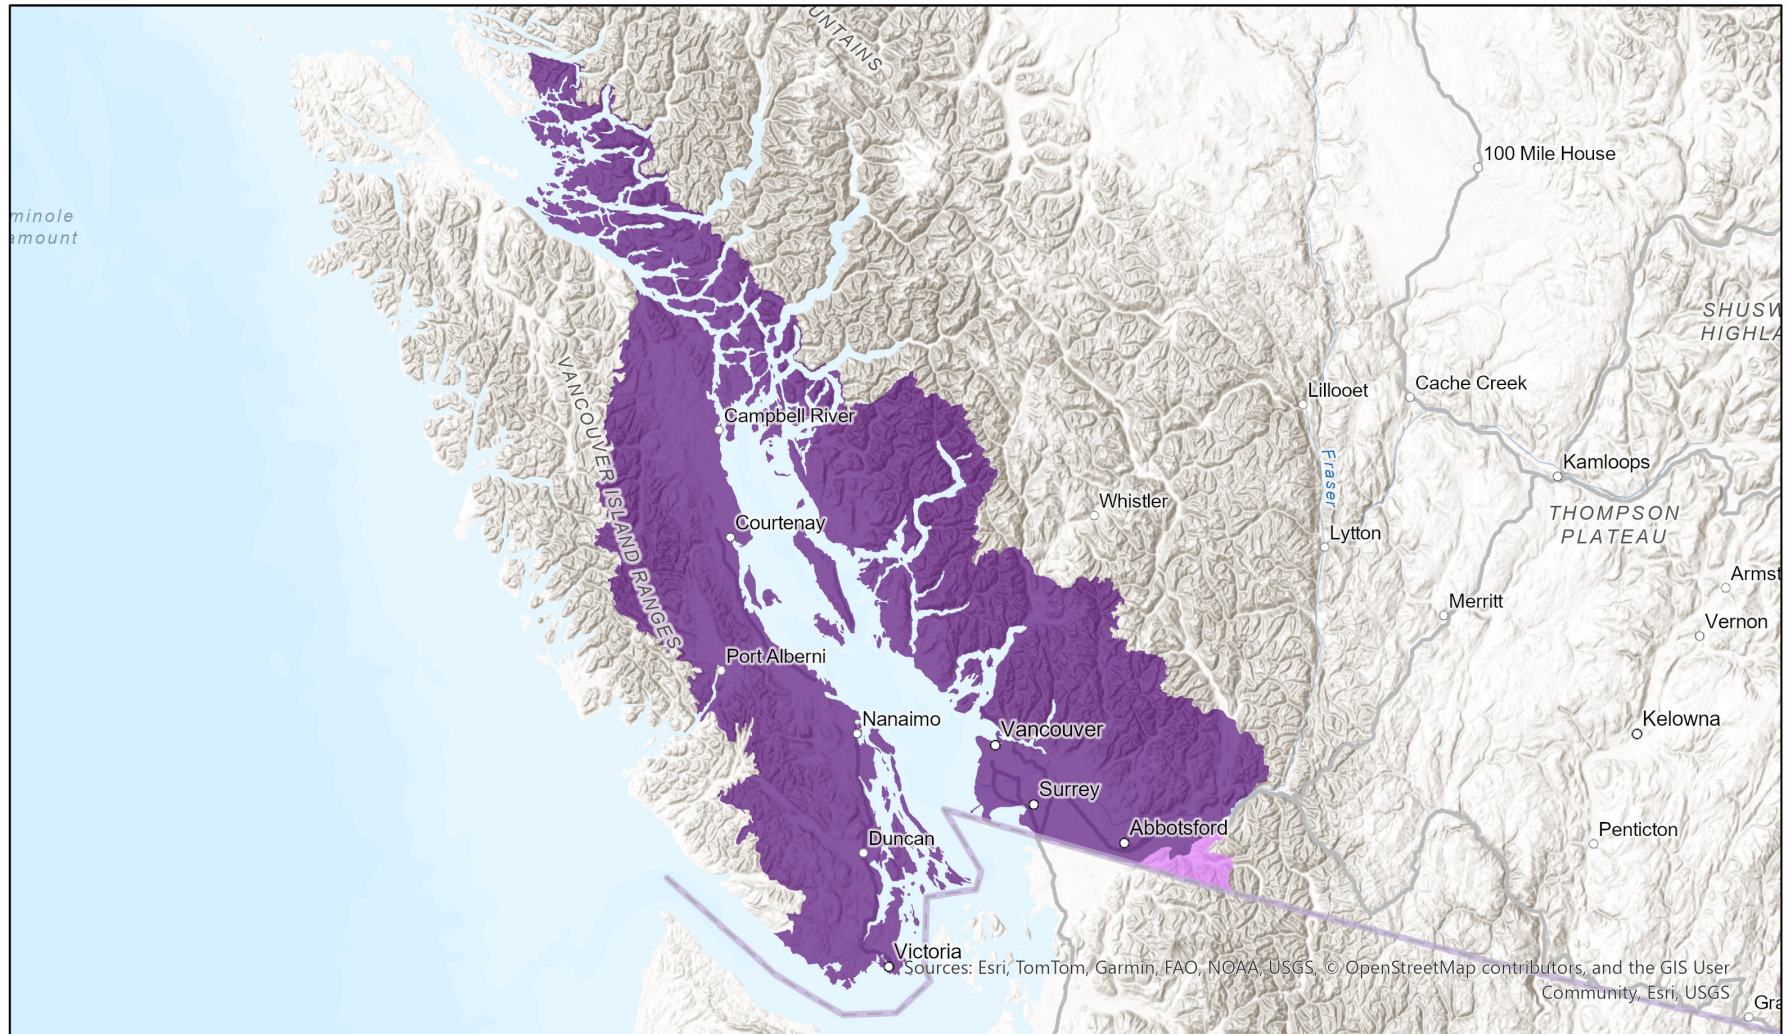 UNTAINS
100 Mile House
minole
amount
SHUSW
HIGHLA
Cache Creek
Lillooet
Campbell River
VANCOUVER ISLAND RANGES
Kamloops
Fraser
Whistler
THOMPSON
PLATEAU
Courtenay
Lytton
Armst
Merritt
Vernon
Port Alberni
Nanaimo
Vancouver
Kelowna
Surrey
Abbotsford
Penticton
Duncan
Victoria
Sources: Esri, TomTom, Garmin, FAO, NOAA, USGS, © OpenStreetMap contributors, and the GIS User
Community, Esri, USGS
Gra